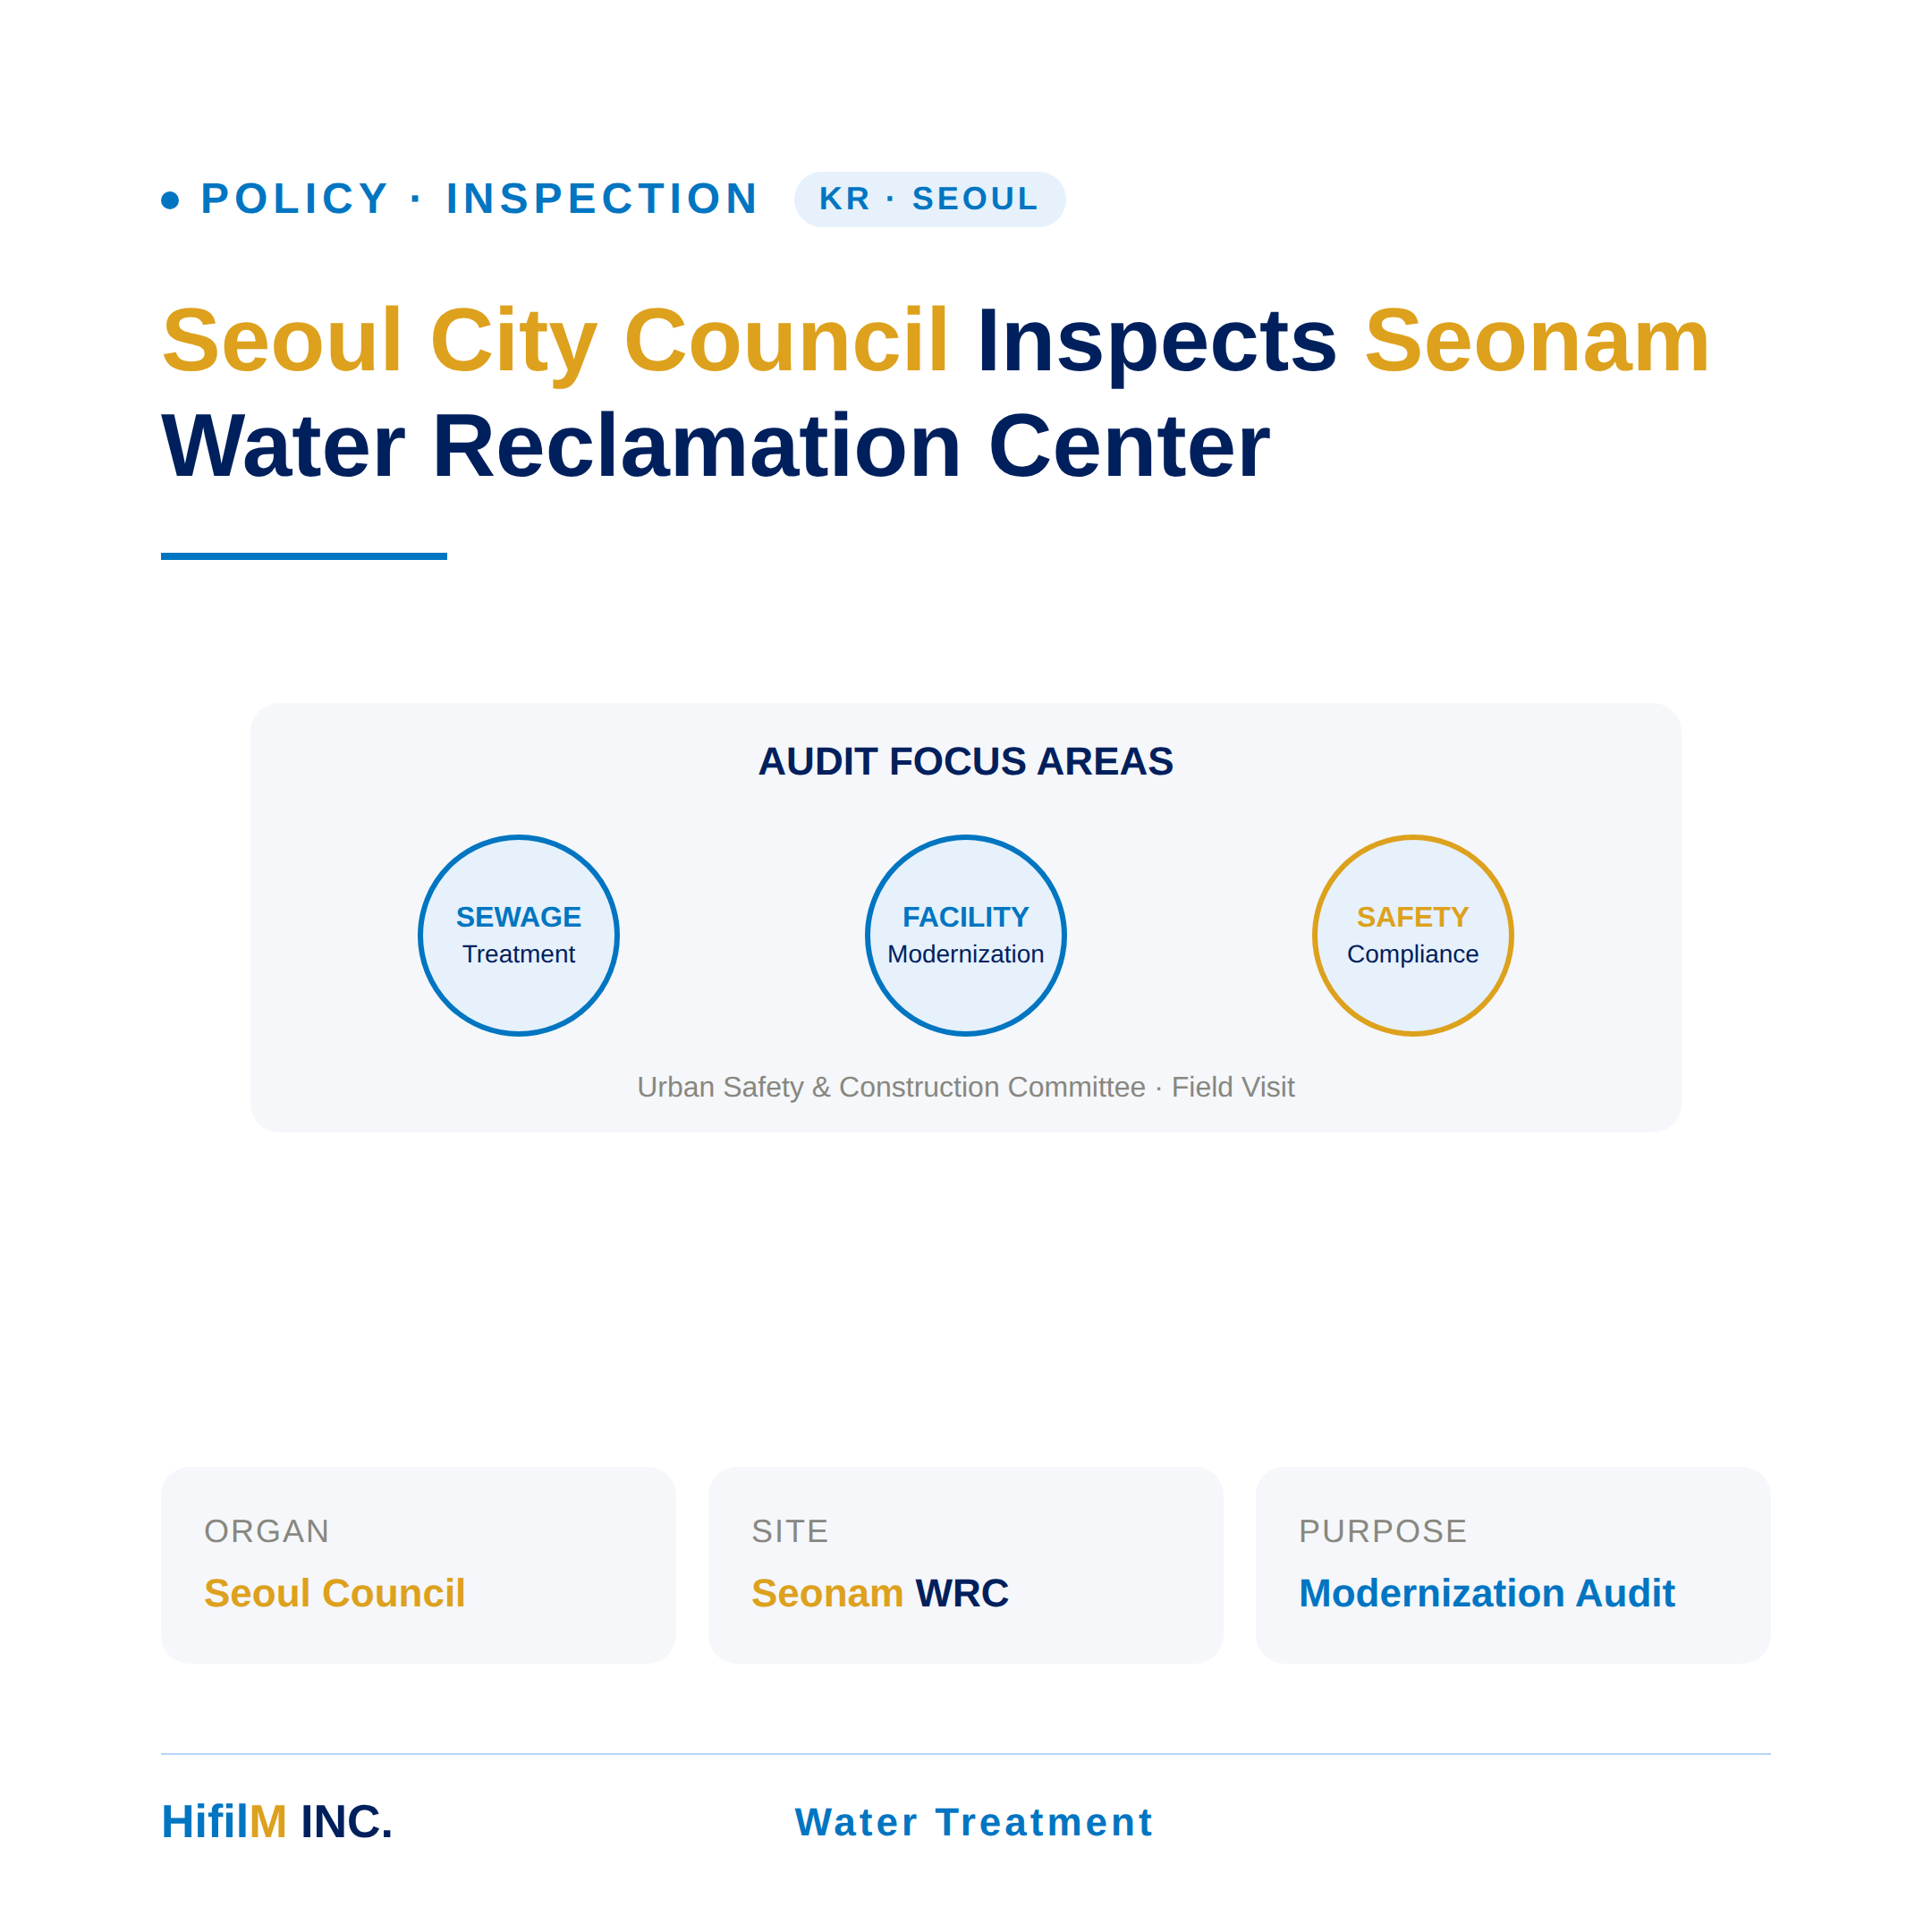 POLICY · INSPECTION KR · SEOUL
Seoul City Council Inspects Seonam
Water Reclamation Center
AUDIT FOCUS AREAS
SEWAGE
Treatment
FACILITY
Modernization
SAFETY
Compliance
Urban Safety & Construction Committee · Field Visit
ORGAN
Seoul Council
SITE
Seonam WRC
PURPOSE
Modernization Audit
HifilM INC.
Water Treatment